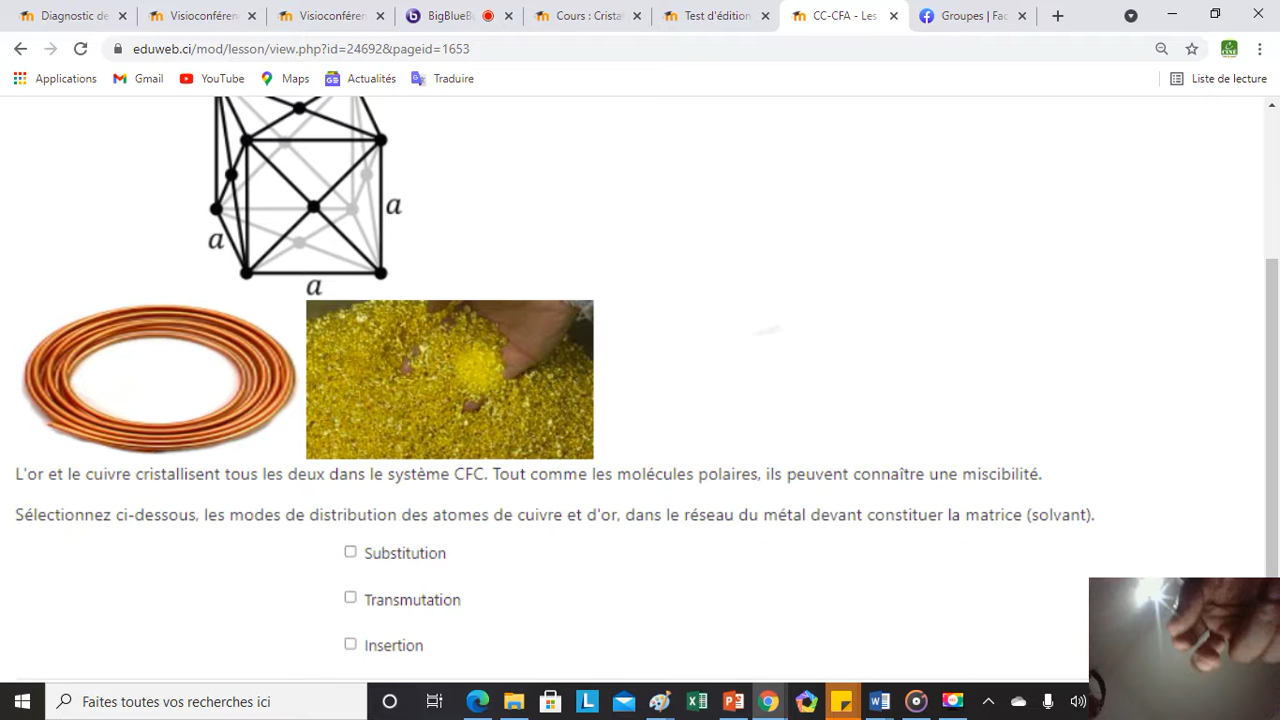 Diagnostic de
Visioconféren
Visioconféren
BigBlueBu
Cours : Cristal
Test d'édition
CC-CFA - Les
Groupes | Fac
eduweb.ci/mod/lesson/view.php?id=24692&pageid=1653
Applications
Gmail
YouTube
Maps
Actualités
Traduire
Liste de lecture
a
a
a
L'or et le cuivre cristallisent tous les deux dans le système CFC. Tout comme les molécules polaires, ils peuvent connaître une miscibilité.
Sélectionnez ci-dessous, les modes de distribution des atomes de cuivre et d'or, dans le réseau du métal devant constituer la matrice (solvant).
Substitution
Transmutation
Insertion
Faites toutes vos recherches ici